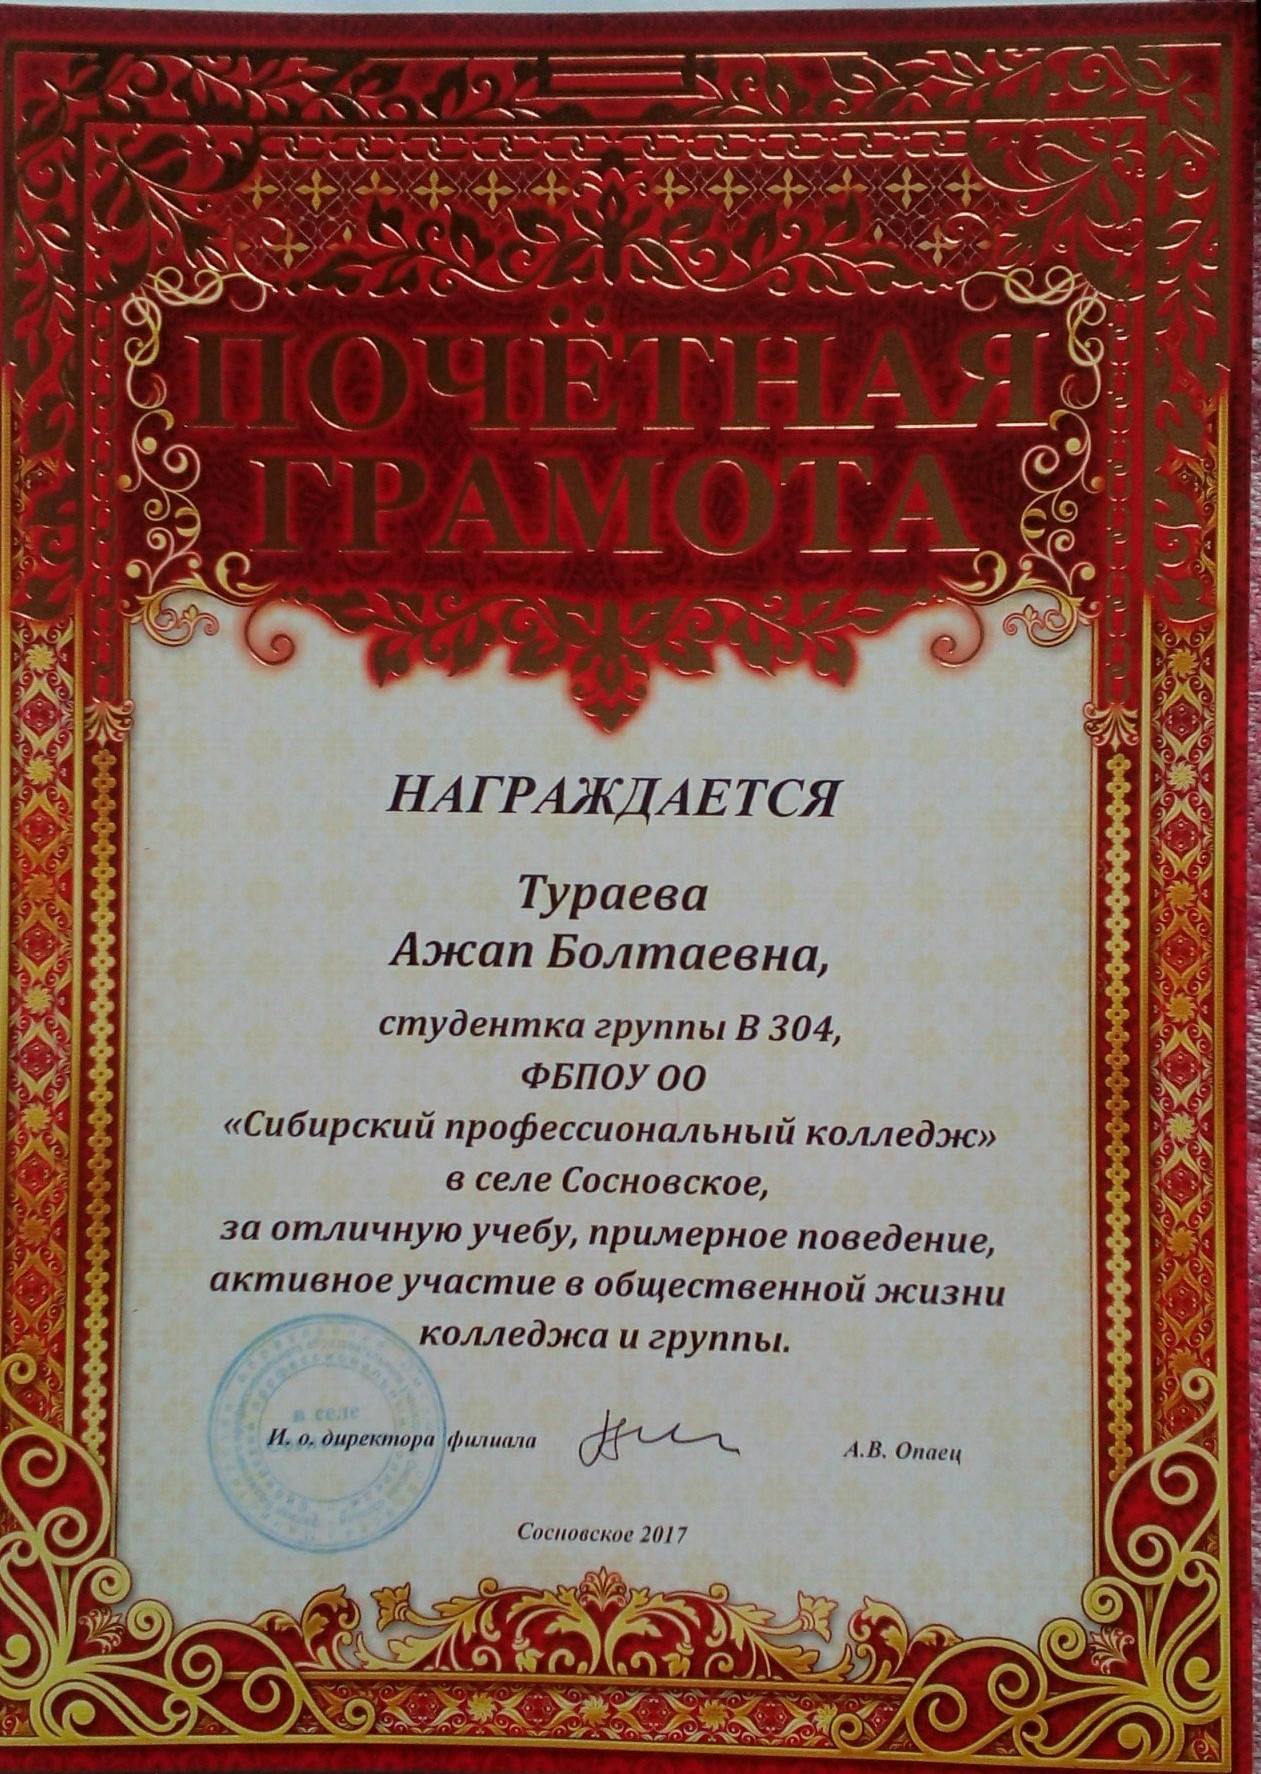 ПОЧЁТНАЯ
ГРАМОТА
НАГРАЖДАЕТСЯ
Тураева
Ажап Болтаевна,
студентка группы В 304,
ФБПОУ ОО
«Сибирский профессиональный колледж»
в селе Сосновское,
за отличную учебу, примерное поведение,
активное участие в общественной жизни
колледжа и группы.
в селе
И. о. директора филиала
А.В. Опаец
Сосновское 2017